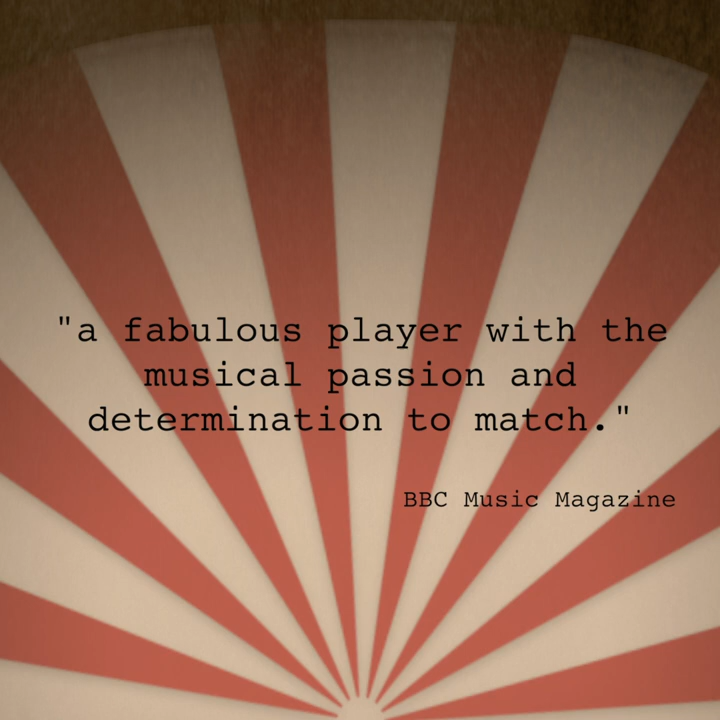 "a fabulous player with the
musical passion and
determination to match."
BBC Music Magazine